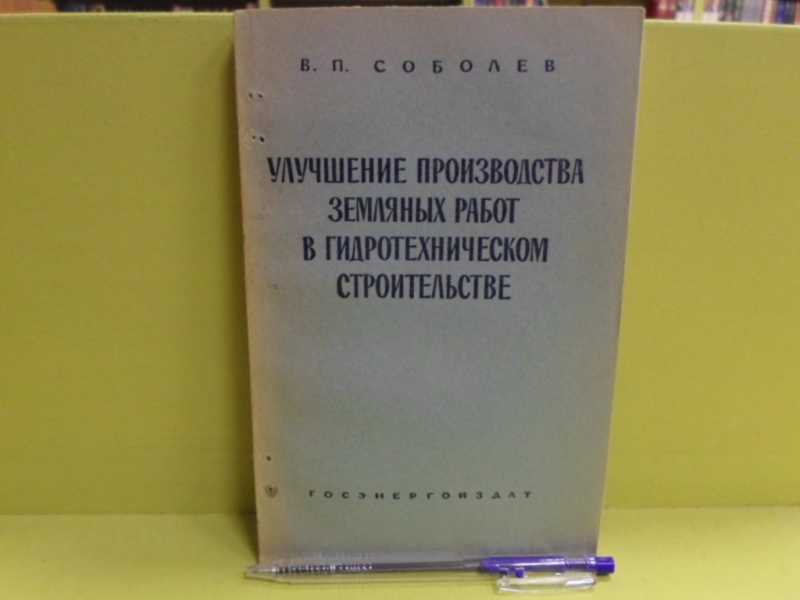 В. П. СОБОЛЕВ
УЛУЧШЕНИЕ ПРОИЗВОДСТВА
ЗЕМЛЯНЫХ РАБОТ
В ГИДРОТЕХНИЧЕСКОМ
СТРОИТЕЛЬСТВЕ
ГОСЭНЕРГОИЗДАТ